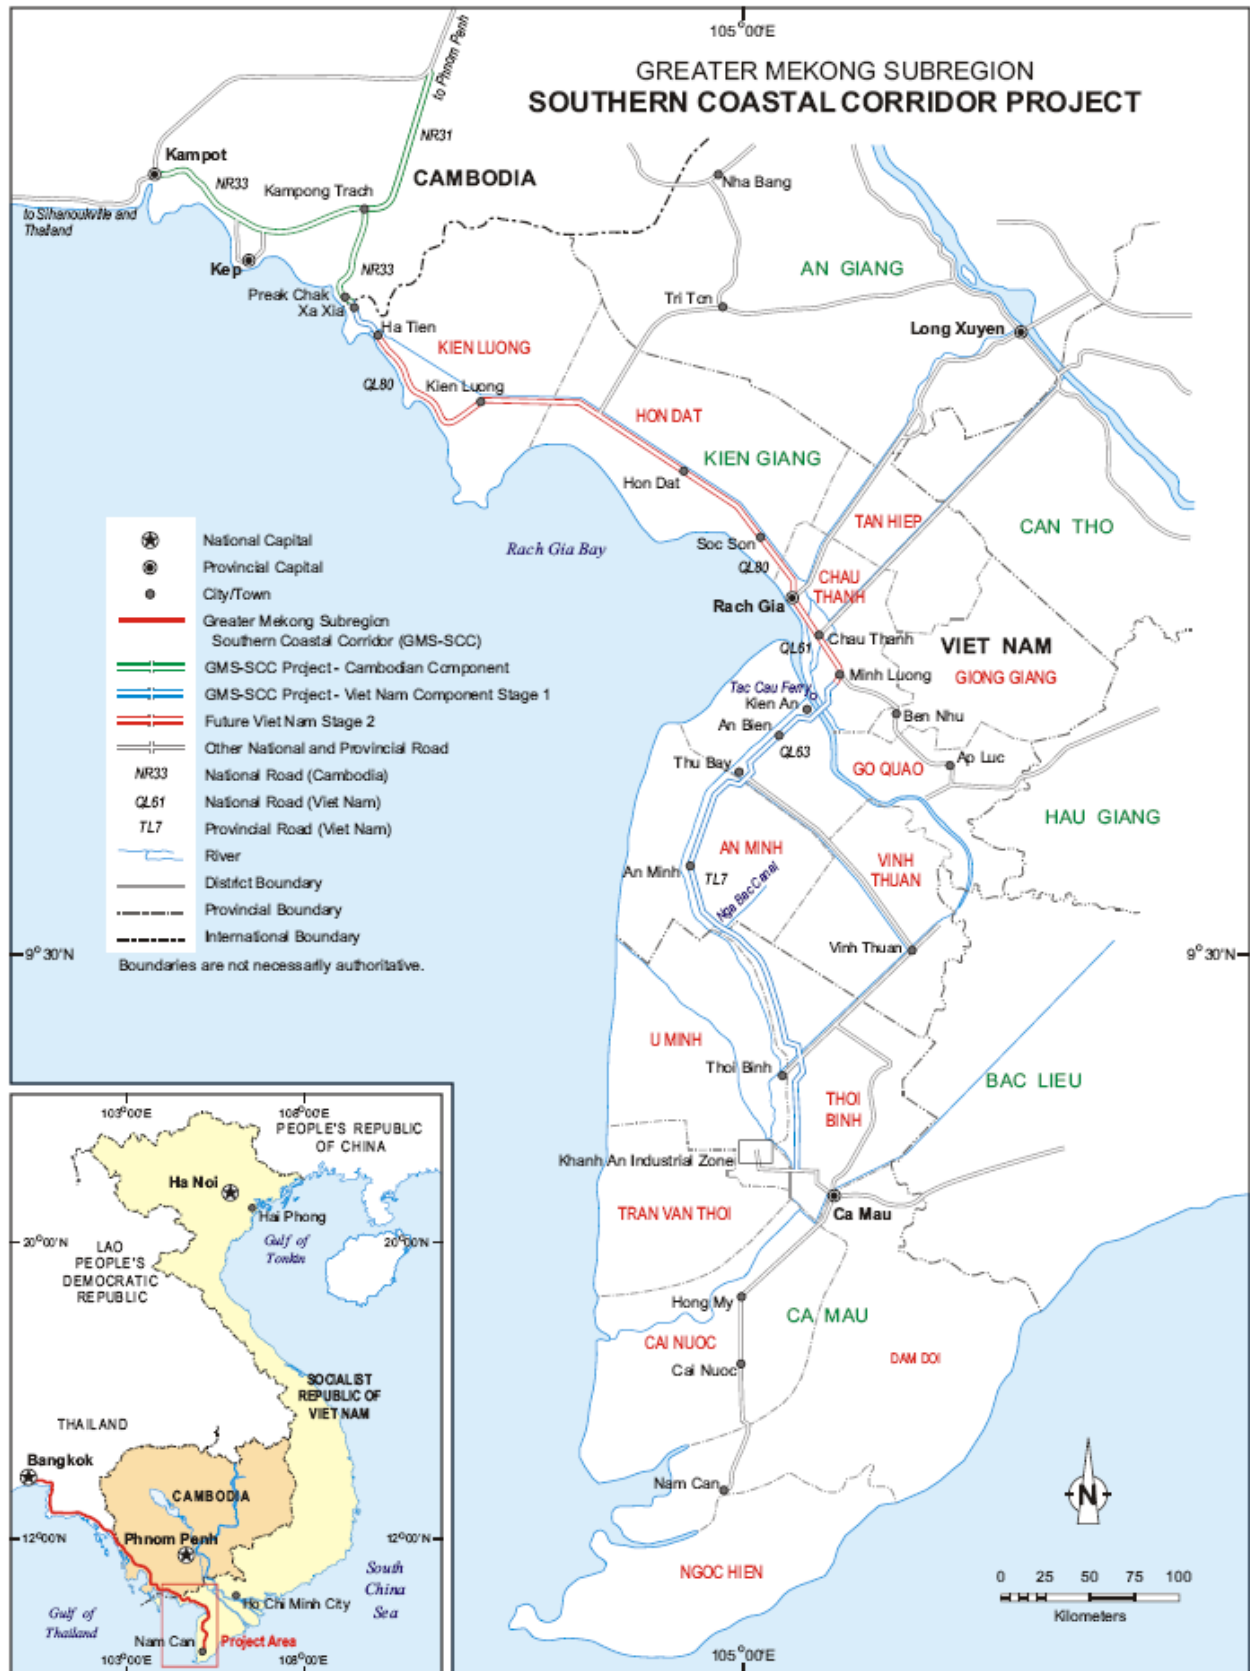 105°00'E
GREATER MEKONG SUBREGION
SOUTHERN COASTAL CORRIDOR PROJECT
to Phnom Penh
NR31
Kampot
NR33
Kampong Trach
CAMBODIA
Nha Bang
to Sihanoukville and
Thailand
Kep
NR33
AN GIANG
Preak Chak
Xa Xia
Tri Ton
Ha Tien
Long Xuyen
KIEN LUONG
QL80
Kien Luong
HON DAT
KIEN GIANG
Hon Dat
TAN HIEP
CAN THO
Rach Gia Bay
Soc Son
QL80
CHAU
THANH
Rach Gia
Chau Thanh
QL61
VIET NAM
Minh Luong
GIONG GIANG
Tac Cau Ferry
Kien An
Ben Nhu
An Bien
QL63
Thu Bay
GO QUAO
Ap Luc
HAU GIANG
AN MINH
VINH
THUAN
An Minh
TL7
Nga Bac Canal
Vinh Thuan
National Capital
Provincial Capital
City/Town
Greater Mekong Subregion
Southern Coastal Corridor (GMS-SCC)
GMS-SCC Project - Cambodian Component
GMS-SCC Project - Viet Nam Component Stage 1
Future Viet Nam Stage 2
Other National and Provincial Road
NR33 National Road (Cambodia)
QL61 National Road (Viet Nam)
TL7 Provincial Road (Viet Nam)
River
District Boundary
Provincial Boundary
International Boundary
9°30'N
9°30'N
Boundaries are not necessarily authoritative.
U MINH
Thoi Binh
BAC LIEU
THOI
BINH
Khanh An Industrial Zone
TRAN VAN THOI
Ca Mau
Hong My
CA MAU
CAI NUOC
Cai Nuoc
DAM DOI
Nam Can
NGOC HIEN
N
0 25 50 75 100
Kilometers
105°00'E
103°00'E
108°00'E
PEOPLE'S REPUBLIC
OF CHINA
Ha Noi
Hai Phong
Gulf of
Tonkin
20°00'N
20°00'N
LAO
PEOPLE'S
DEMOCRATIC
REPUBLIC
SOCIALIST
REPUBLIC OF
VIET NAM
THAILAND
Bangkok
CAMBODIA
Phnom Penh
12°00'N
12°00'N
South
China
Sea
Ho Chi Minh City
Gulf of
Thailand
Nam Can
Project Area
103°00'E
108°00'E